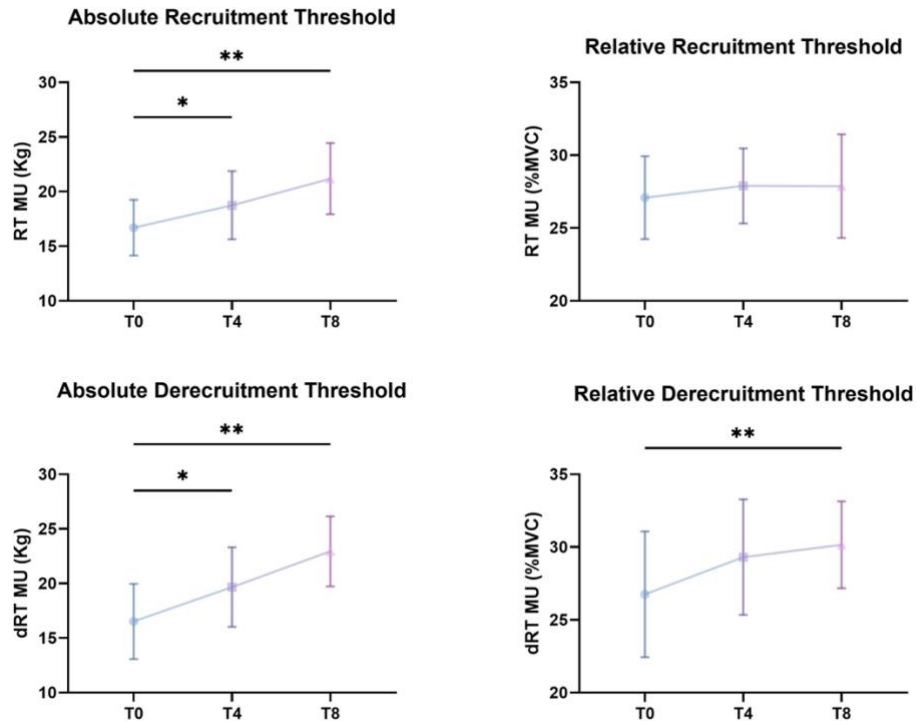 Absolute Recruitment Threshold
**
*
30
25
20
15
10
RT MU (Kg)
T0 T4 T8
Relative Recruitment Threshold
35
30
25
20
RT MU (%MVC)
T0 T4 T8
Absolute Derecruitment Threshold
**
*
30
25
20
15
10
dRT MU (Kg)
T0 T4 T8
Relative Derecruitment Threshold
**
35
30
25
20
dRT MU (%MVC)
T0 T4 T8